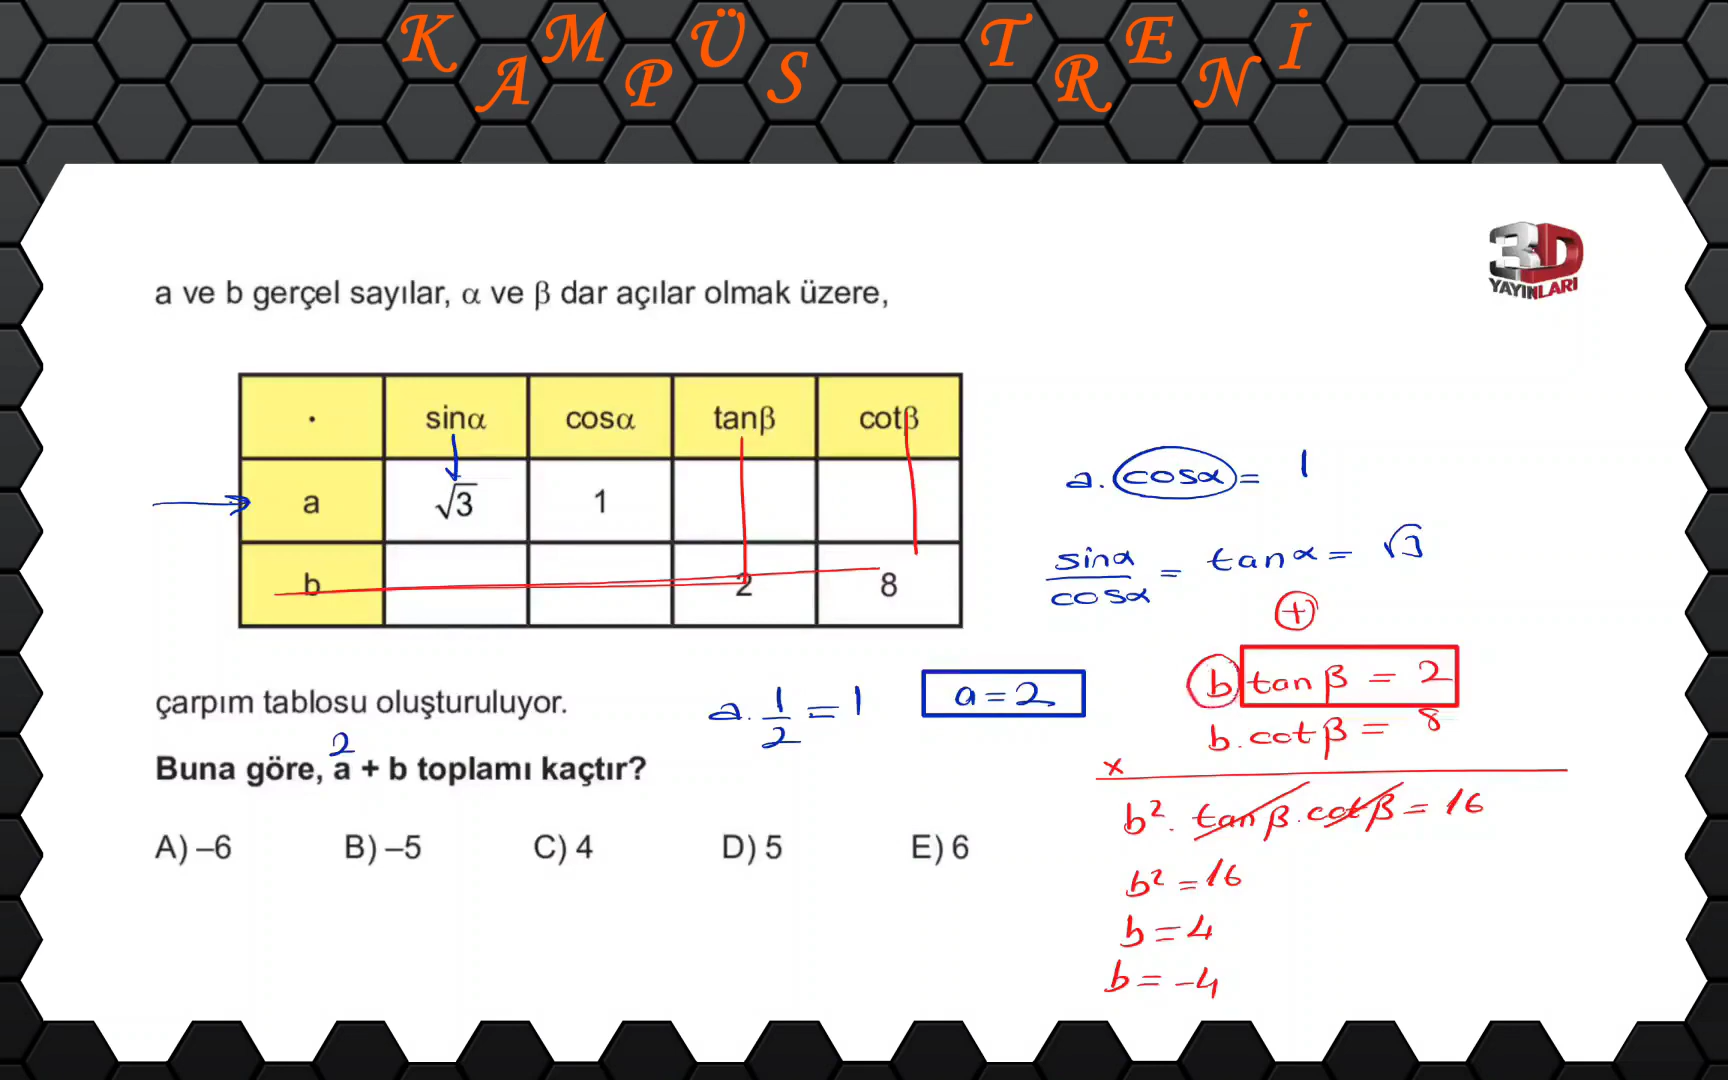 KAMPÜS TRENİ
3D
YAYINLARI
a ve b gerçel sayılar, α ve β dar açılar olmak üzere,
· sinα cosα tanβ cotβ
a √3 1
b 2 8
a. cosα = 1
sinα/cosα = tanα = √3
+
b tanβ = 2
b. cotβ = 8
x
b². tanβ. cotβ = 16
b² = 16
b = 4
b = -4
çarpım tablosu oluşturuluyor.
a. 1/2 = 1
a = 2
2
Buna göre, a + b toplamı kaçtır?
A) –6 B) –5 C) 4 D) 5 E) 6